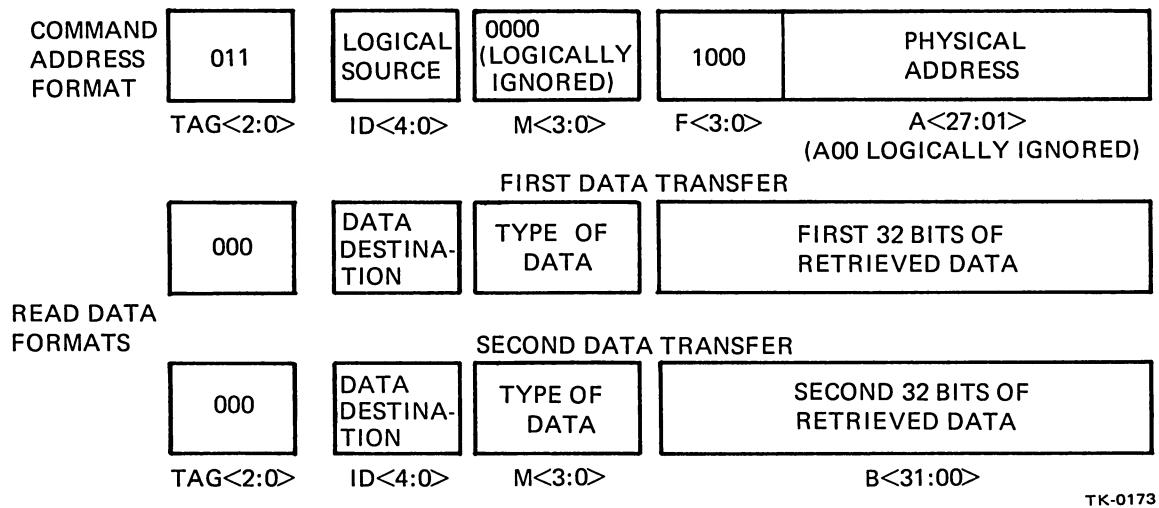 COMMAND
ADDRESS
FORMAT
011
LOGICAL
SOURCE
0000
(LOGICALLY
IGNORED)
1000
PHYSICAL
ADDRESS
TAG<2:0>
ID<4:0>
M<3:0>
F<3:0>
A<27:01>
(A00 LOGICALLY IGNORED)
FIRST DATA TRANSFER
READ DATA
FORMATS
000
DATA
DESTINA-
TION
TYPE OF
DATA
FIRST 32 BITS OF
RETRIEVED DATA
SECOND DATA TRANSFER
000
DATA
DESTINA-
TION
TYPE OF
DATA
SECOND 32 BITS OF
RETRIEVED DATA
TAG<2:0>
ID<4:0>
M<3:0>
B<31:00>
TK-0173